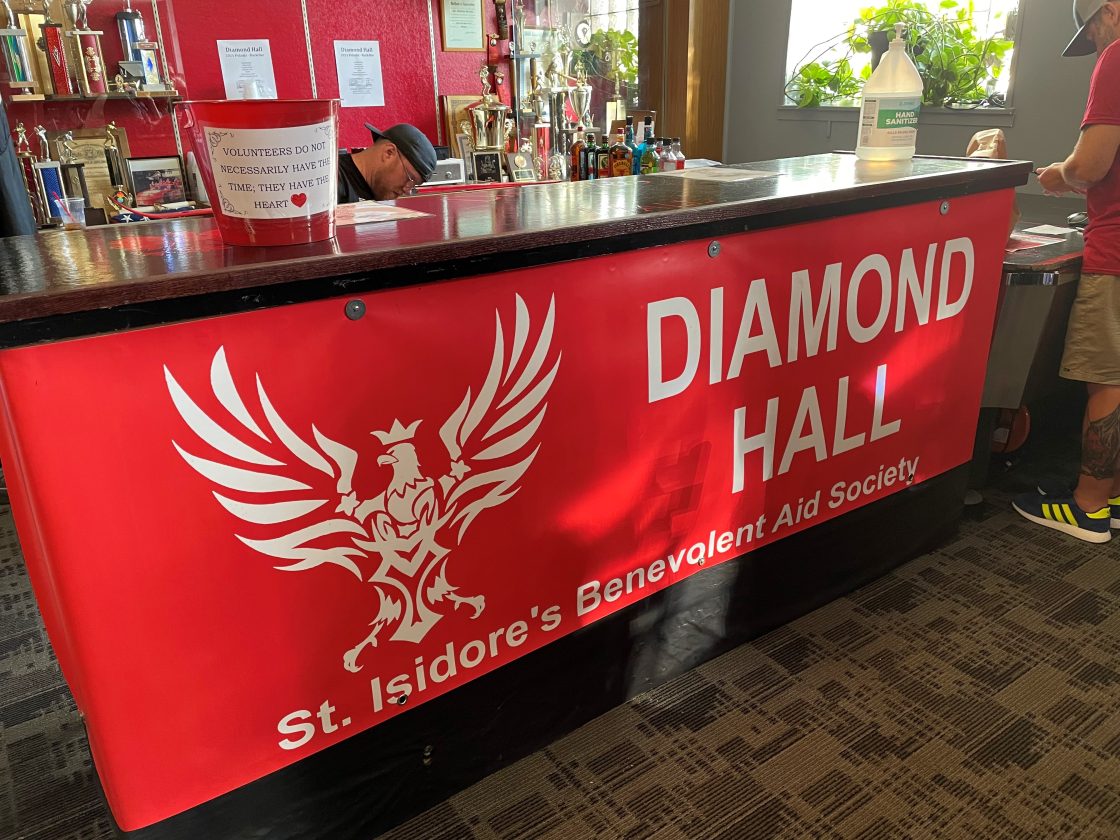 Diamond Hall
Diamond Hall
VOLUNTEERS DO NOT
NECESSARILY HAVE THE
TIME; THEY HAVE THE
HEART
HAND
SANITIZER
DIAMOND
HALL
St. Isidore's Benevolent Aid Society